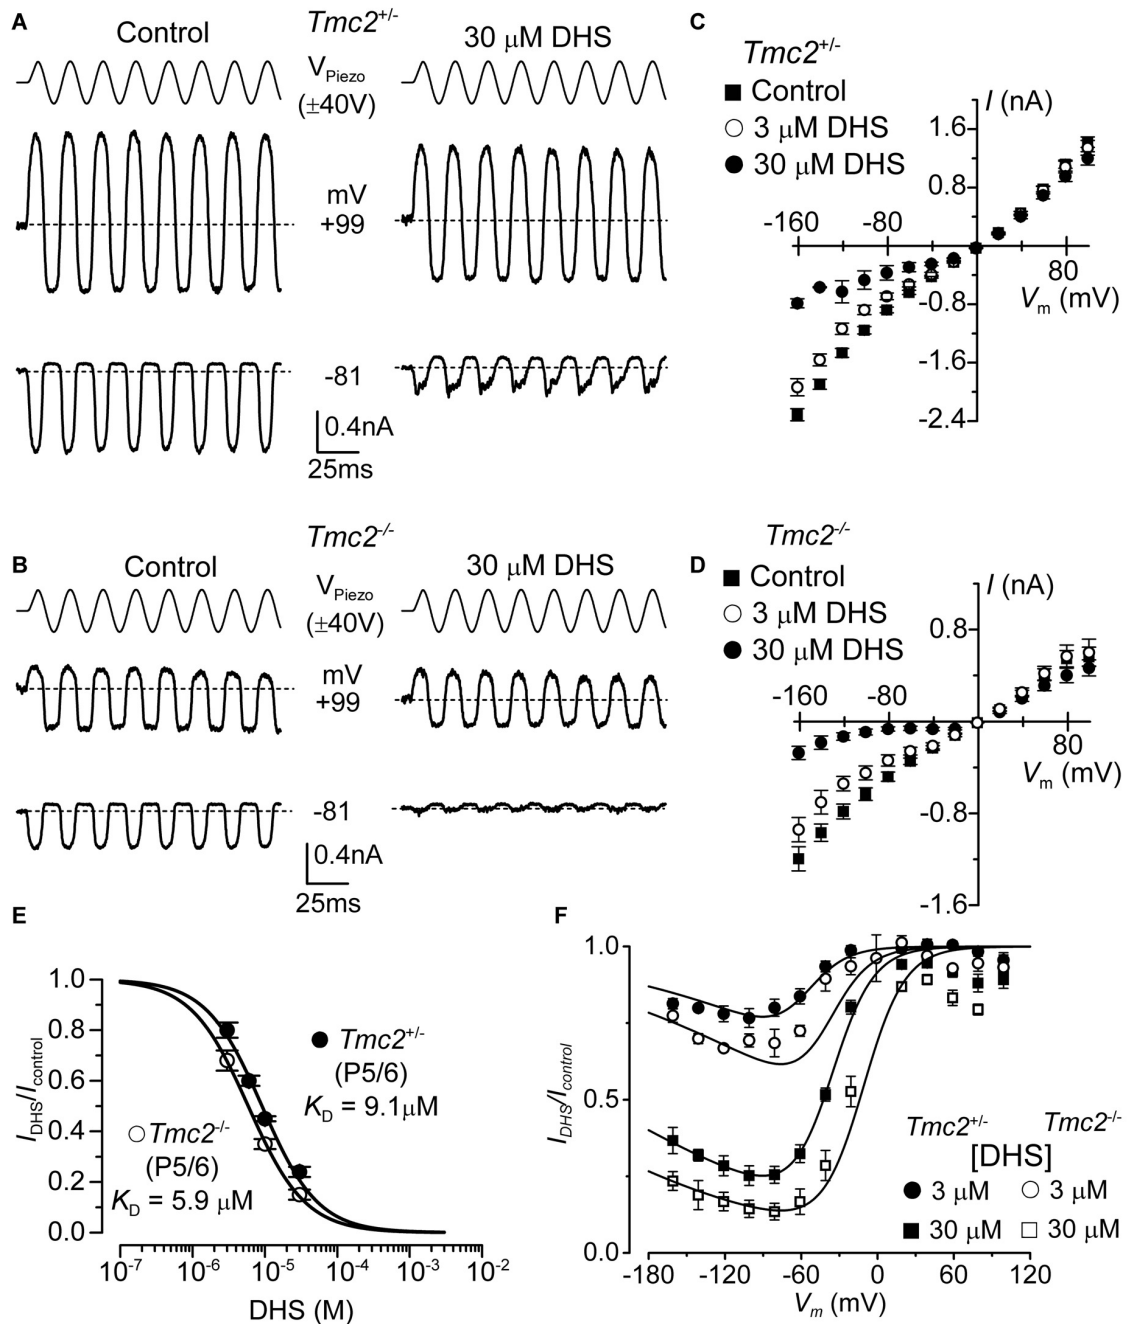 A
Tmc2+/-
Control
30 μM DHS
VPiezo
(±40V)
mV
+99
-81
0.4nA
25ms
C
Tmc2+/-
Control
3 μM DHS
30 μM DHS
I (nA)
1.6
0.8
-160
-80
80
Vm (mV)
-0.8
-1.6
-2.4
B
Tmc2-/-
Control
30 μM DHS
VPiezo
(±40V)
mV
+99
-81
0.4nA
25ms
D
Tmc2-/-
Control
3 μM DHS
30 μM DHS
I (nA)
0.8
-160
-80
80
Vm (mV)
-0.8
-1.6
E
IDHS/Icontrol
1.0
0.8
0.6
0.4
0.2
0.0
Tmc2+/-
(P5/6)
KD = 9.1μM
Tmc2-/-
(P5/6)
KD = 5.9 μM
10-7
10-6
10-5
10-4
10-3
10-2
DHS (M)
F
IDHS/Icontrol
1.0
0.5
0.0
Tmc2+/-
Tmc2-/-
[DHS]
3 μM
3 μM
30 μM
30 μM
-180
-120
-60
0
60
120
Vm (mV)